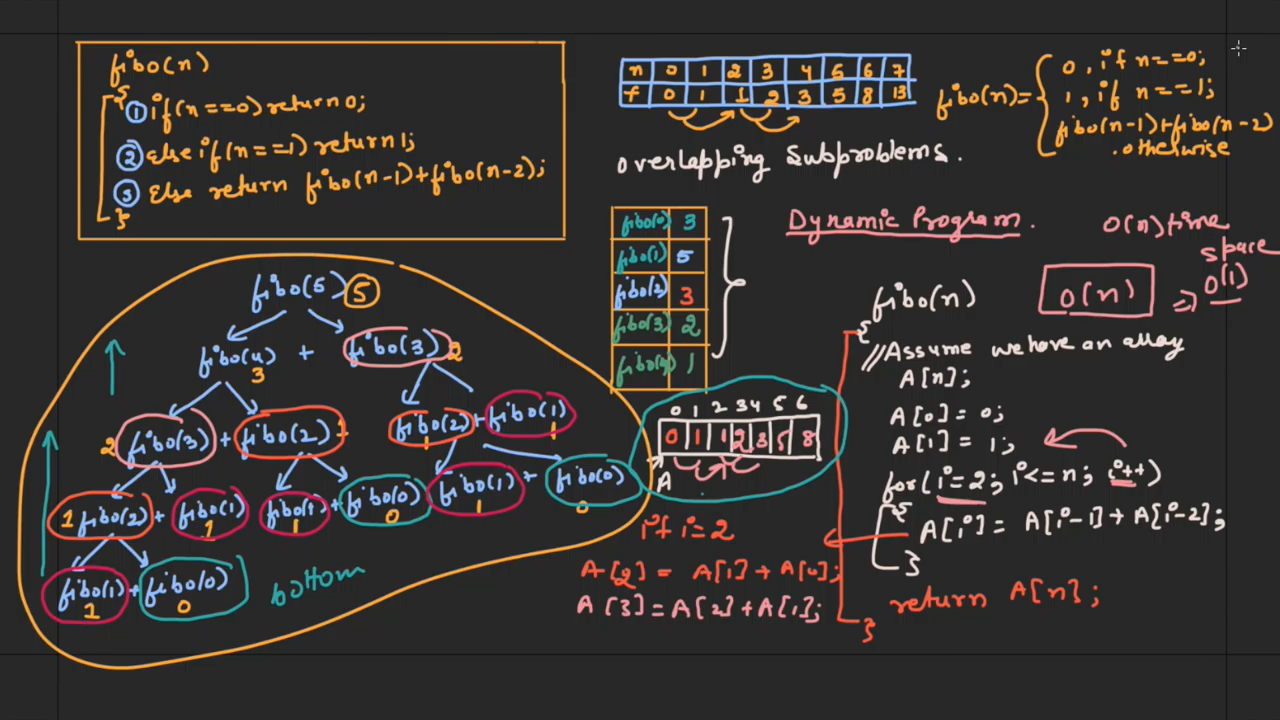 fibo(n)
{
① if(n==0) return 0;
② Else if(n==1) return 1;
③ Else return fibo(n-1)+fibo(n-2);
}
n 0 1 2 3 4 5 6 7
f 0 1 1 2 3 5 8 13
fibo(n)= { 0, if n==0;
1, if n==1;
fibo(n-1)+fibo(n-2)
.otherwise
overlapping Subproblems.
fibo(0) 3
fibo(1) 5
fibo(2) 3
fibo(3) 2
1
Dynamic Program.
O(n) time
space
O(n) ⇒ O(1)
fibo(5) 5
fibo(4) + fibo(3) 2
3
2 fibo(3) + fibo(2) 1 fibo(2) + fibo(1)
1 1
1 fibo(2) + fibo(1) fibo(1) + fibo(0) fibo(1) + fibo(0)
1 1 0 1 0
fibo(1) + fibo(0)
1 0
bottom
0 1 2 3 4 5 6
0 1 1 2 3 5 8
A
if i=2
A[2] = A[1] + A[0];
A[3] = A[2] + A[1];
fibo(n)
{
//Assume we have an array
A[n];
A[0] = 0;
A[1] = 1;
for(i=2; i<=n; i++)
{
A[i] = A[i-1] + A[i-2];
}
return A[n];
}